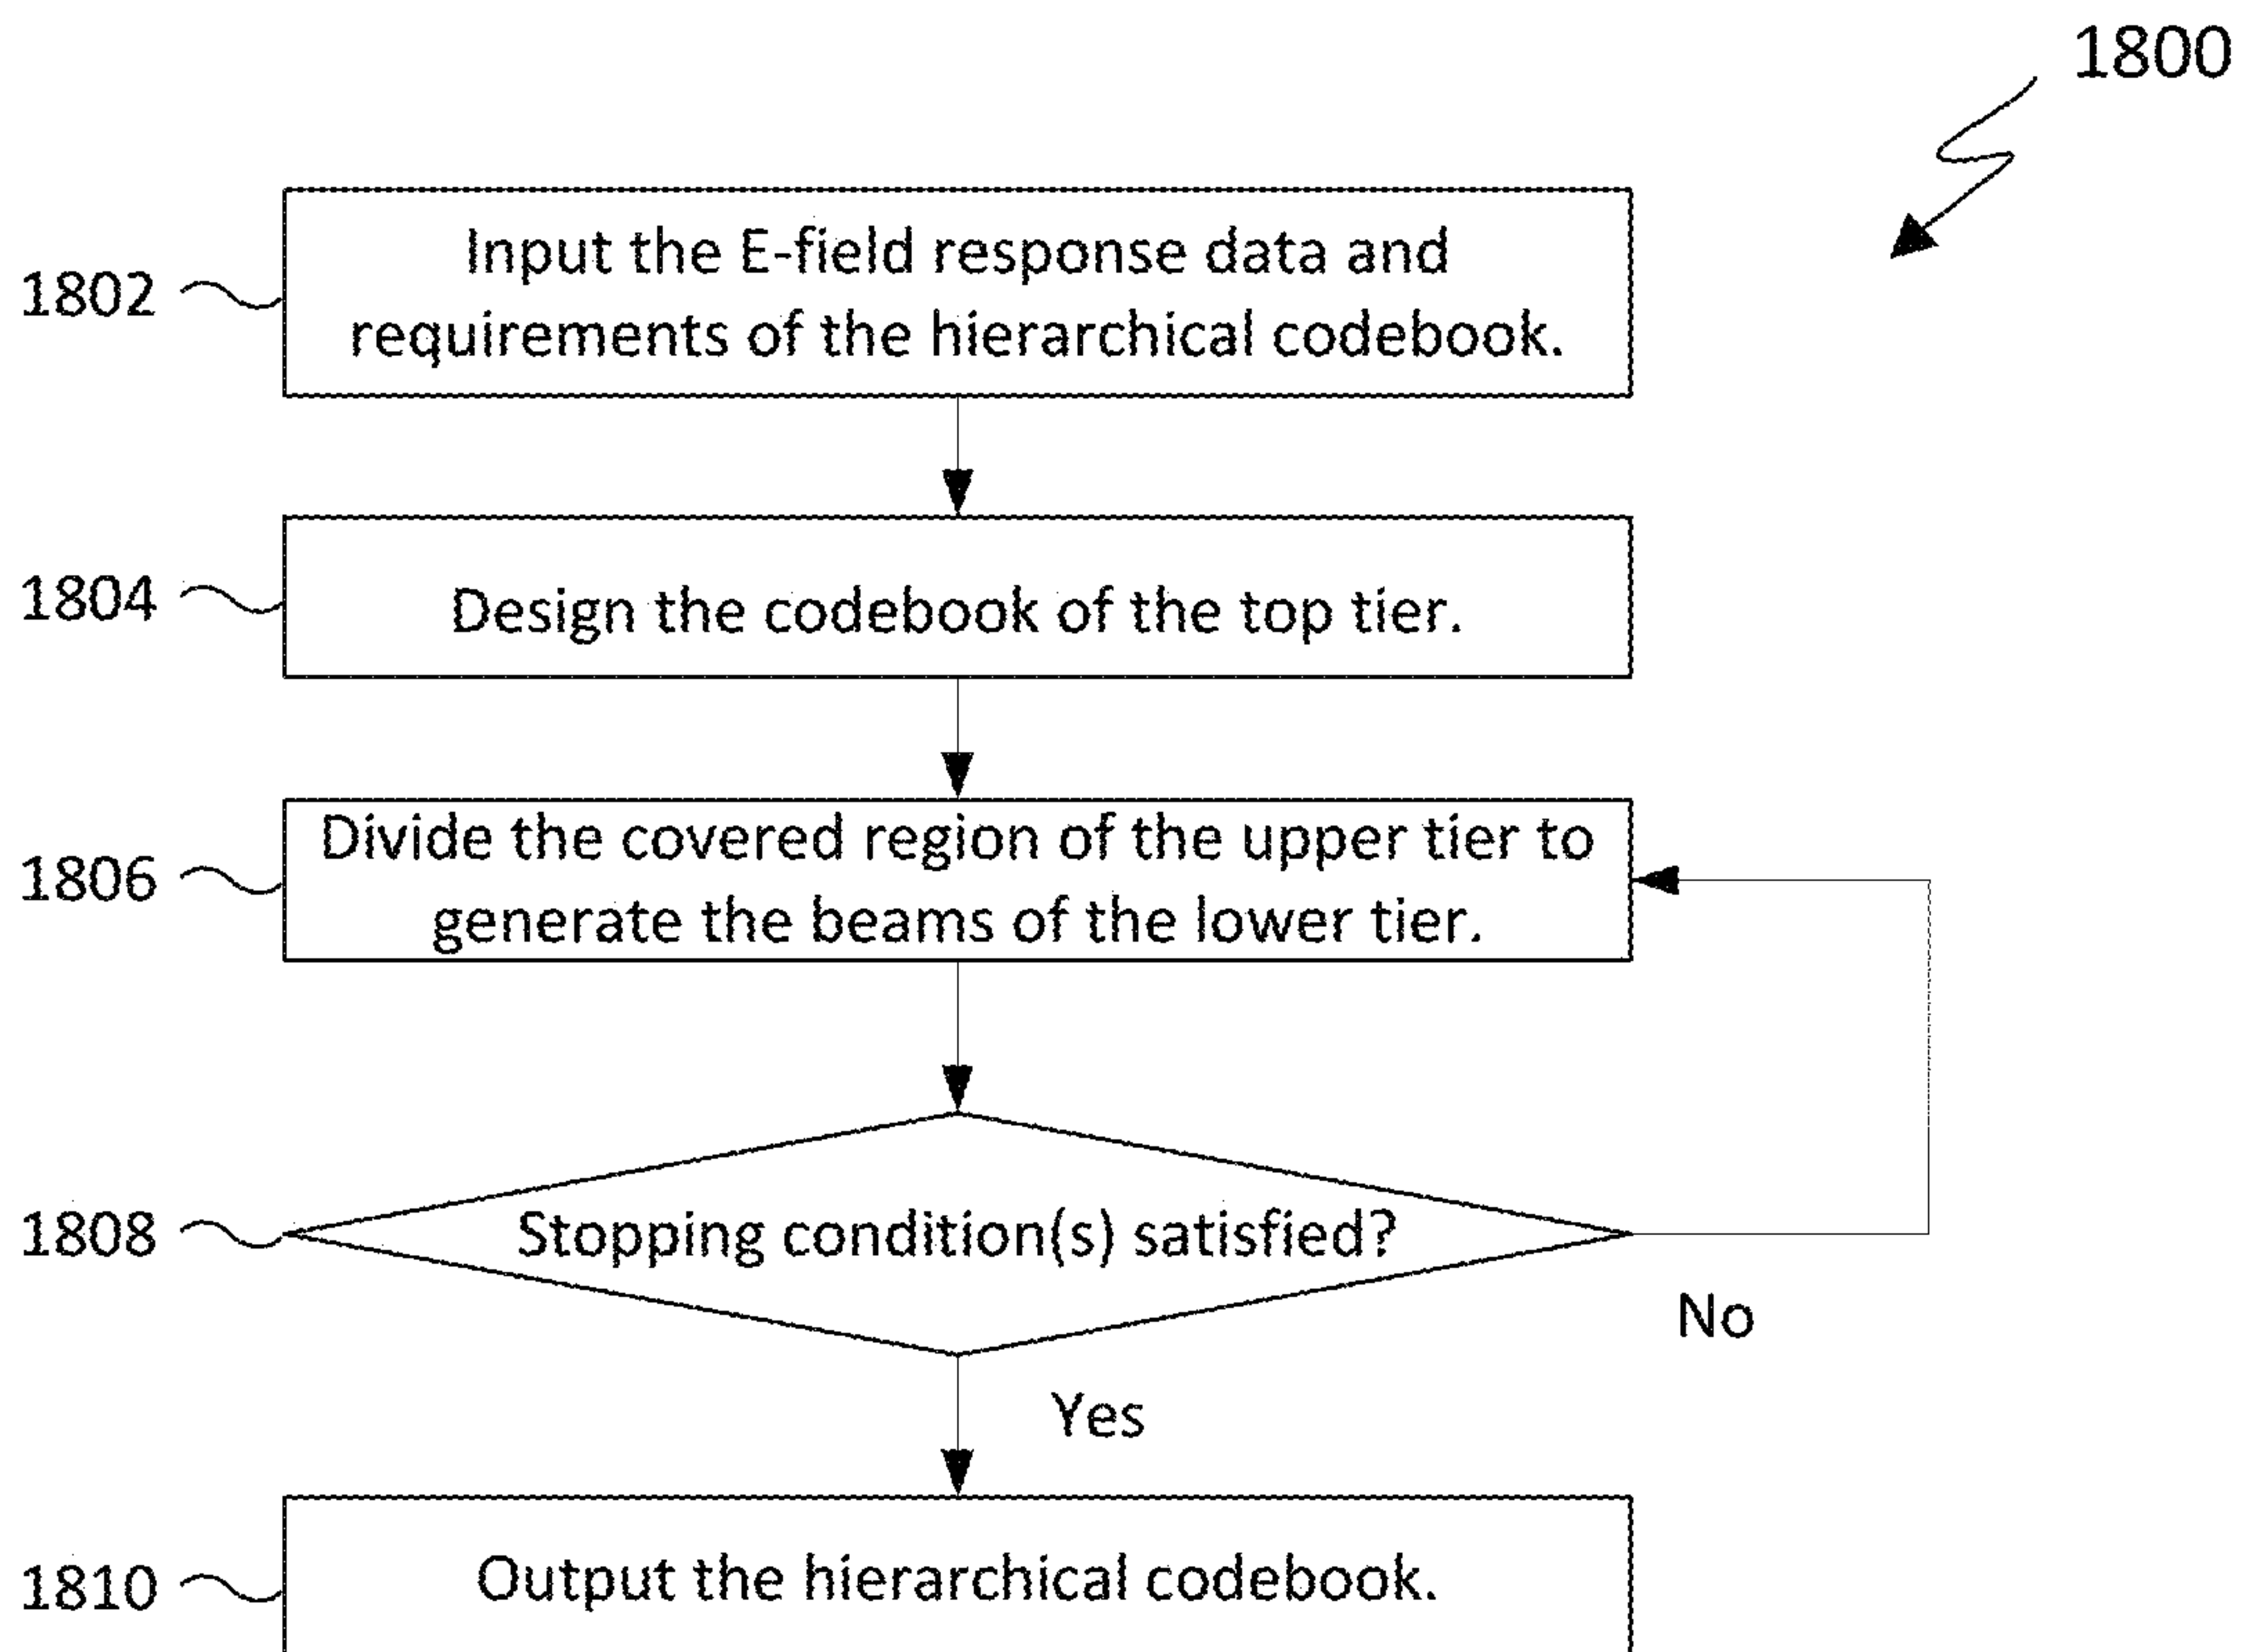 1800
1802
Input the E-field response data and
requirements of the hierarchical codebook.
1804
Design the codebook of the top tier.
1806
Divide the covered region of the upper tier to
generate the beams of the lower tier.
1808
Stopping condition(s) satisfied?
No
Yes
1810
Output the hierarchical codebook.